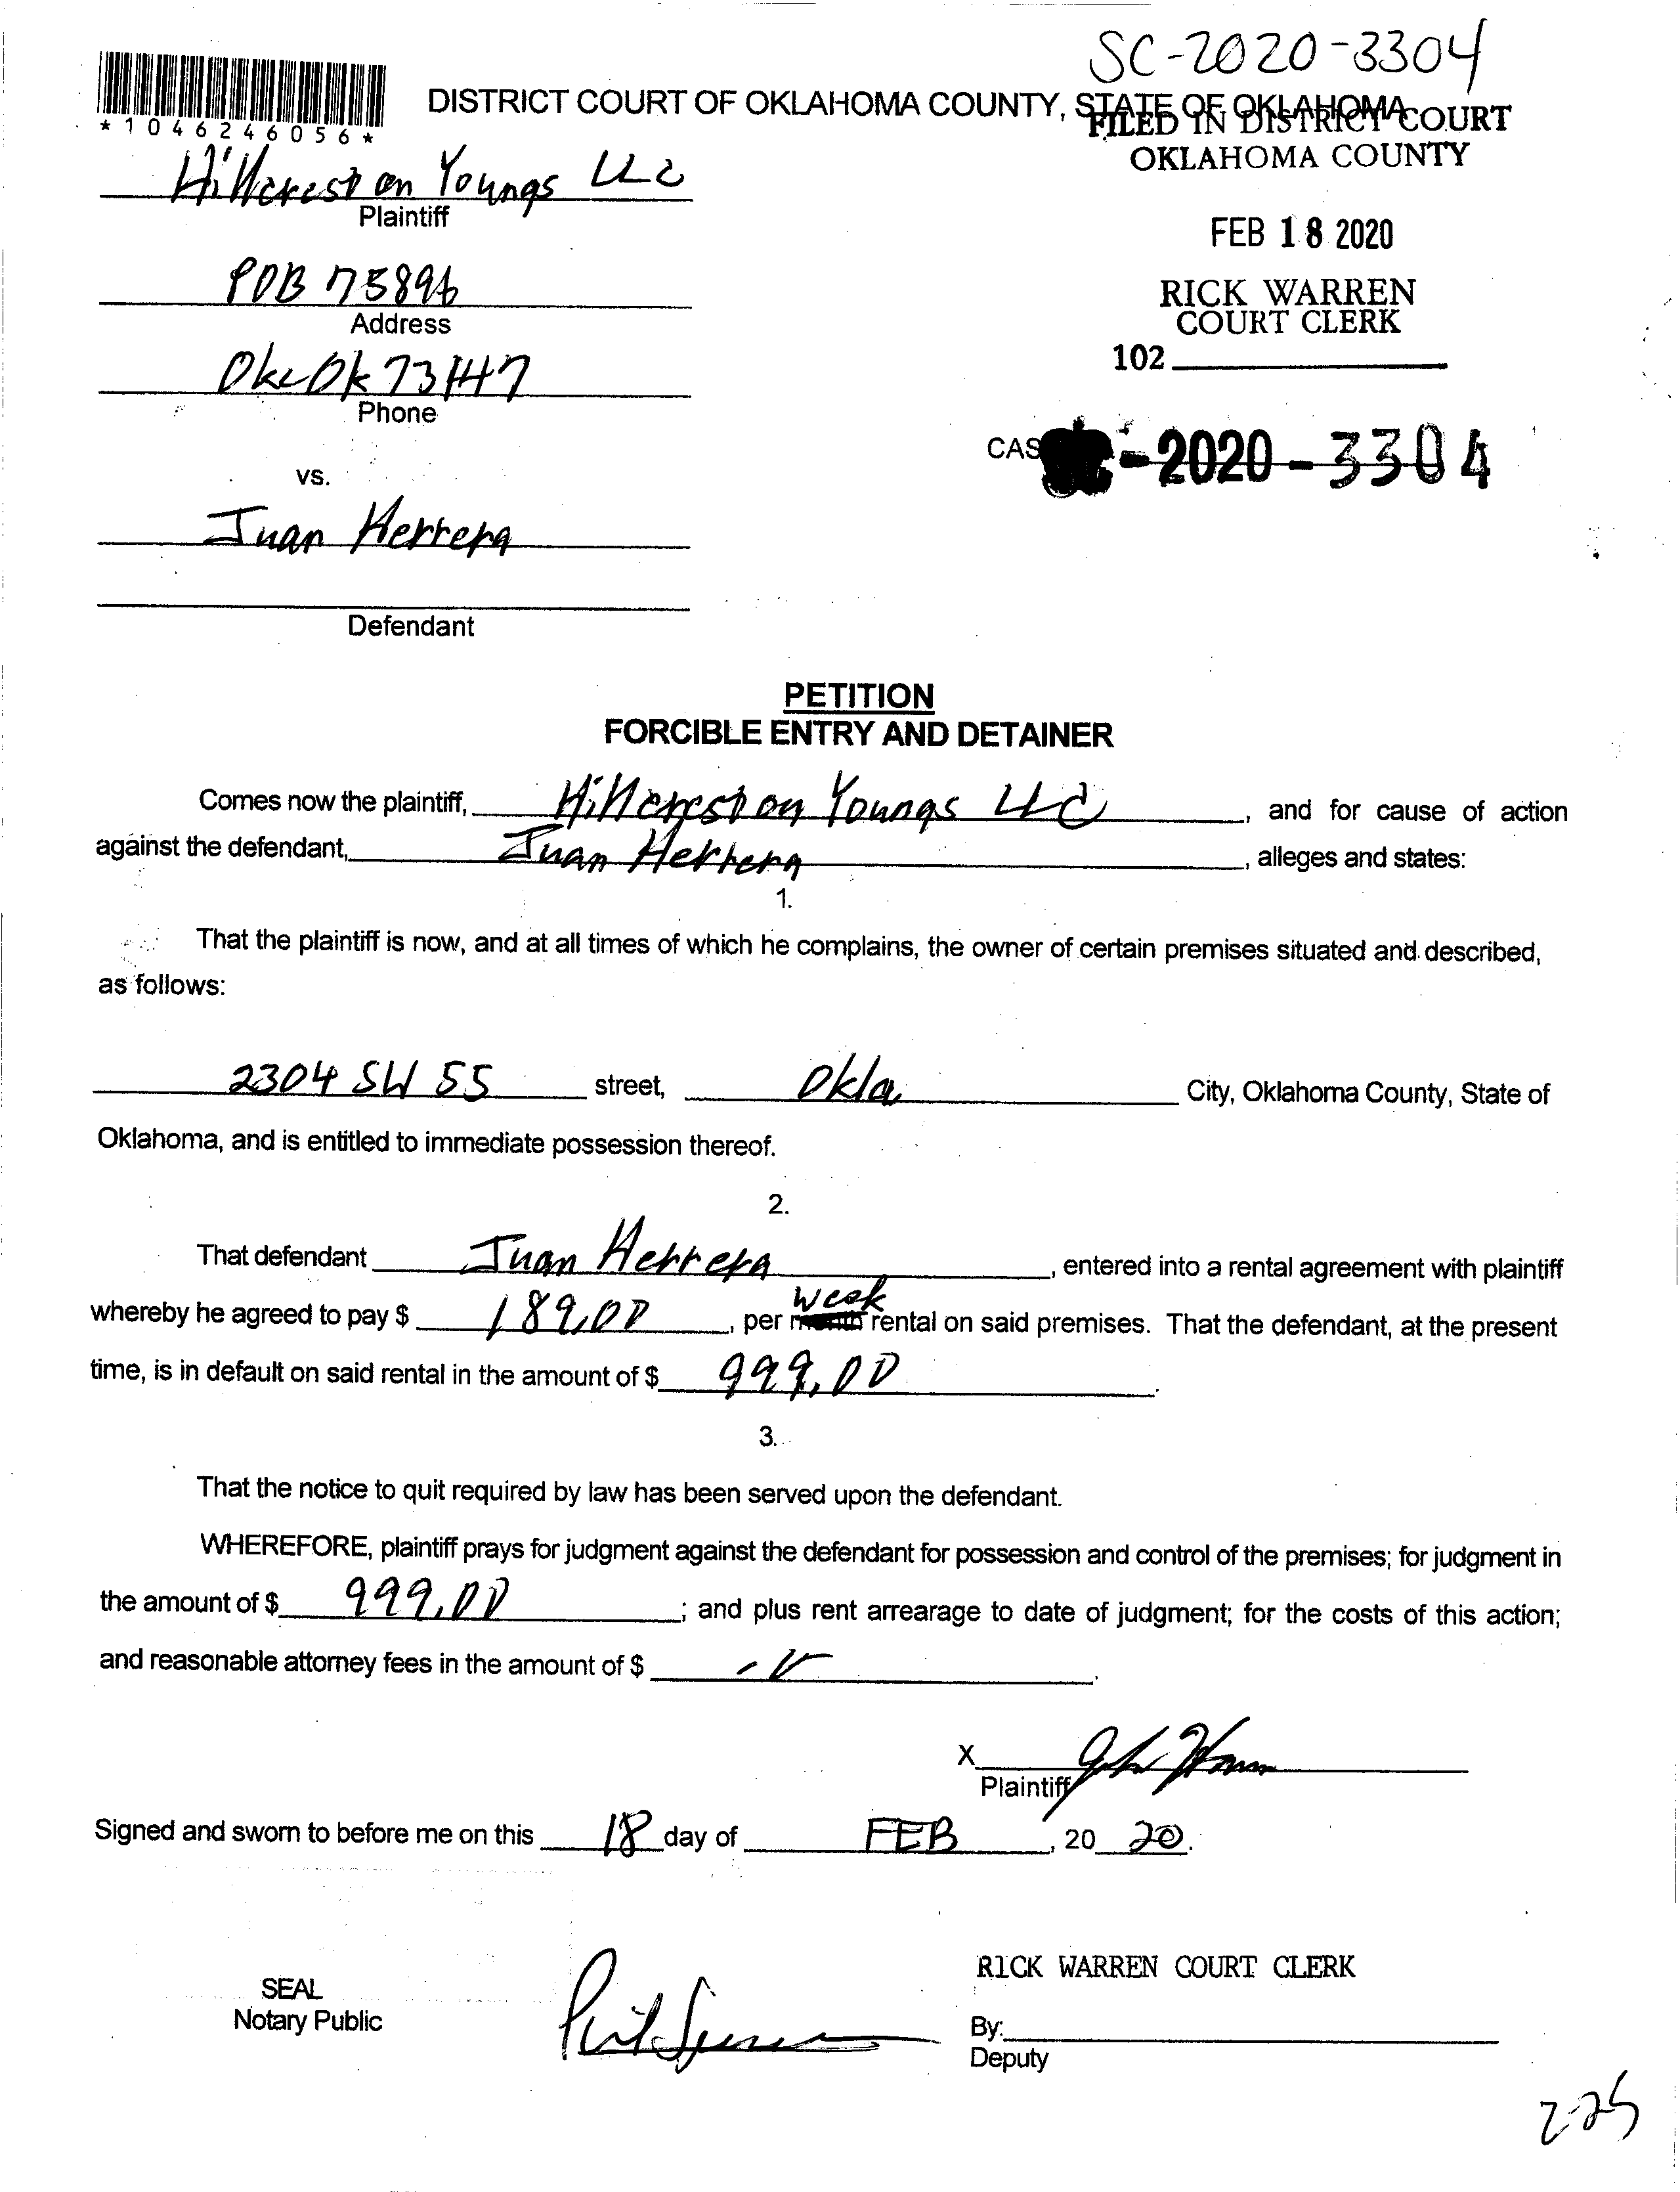 SC-2020-3304
*1046246056*
DISTRICT COURT OF OKLAHOMA COUNTY, STATE OF OKLAHOMA
FILED IN DISTRICT COURT
OKLAHOMA COUNTY
Hillcrest on Youngs LLC
Plaintiff
FEB 18 2020
POB 75896
Address
RICK WARREN
COURT CLERK
102
Okc Ok 73147
Phone
CAS SC-2020-3304
vs.
Juan Herrera
Defendant
PETITION
FORCIBLE ENTRY AND DETAINER
Comes now the plaintiff, Hillcrest on Youngs LLC, and for cause of action
against the defendant, Juan Herrera, alleges and states:
1.
That the plaintiff is now, and at all times of which he complains, the owner of certain premises situated and described,
as follows:
2304 SW 55 street, Okla City, Oklahoma County, State of
Oklahoma, and is entitled to immediate possession thereof.
2.
That defendant Juan Herrera, entered into a rental agreement with plaintiff
week
whereby he agreed to pay $ 189.00, per month rental on said premises. That the defendant, at the present
time, is in default on said rental in the amount of $ 999.00.
3.
That the notice to quit required by law has been served upon the defendant.
WHEREFORE, plaintiff prays for judgment against the defendant for possession and control of the premises; for judgment in
the amount of $ 999.00; and plus rent arrearage to date of judgment; for the costs of this action;
and reasonable attorney fees in the amount of $
X
Plaintiff
Signed and sworn to before me on this 18 day of FEB, 20 20.
RICK WARREN COURT CLERK
SEAL
Notary Public
By:
Deputy
225